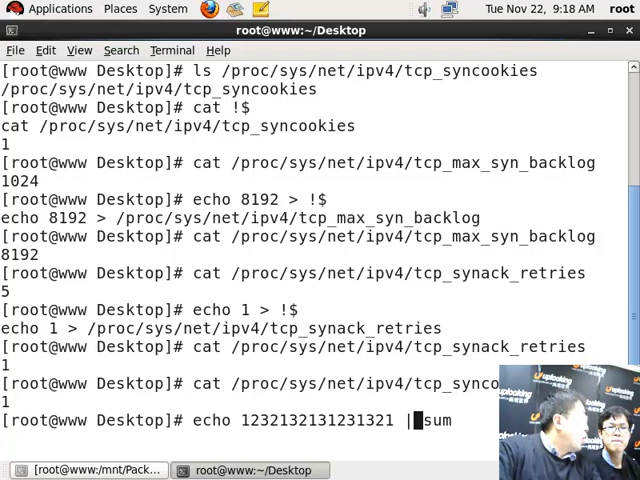 Applications Places System Tue Nov 22, 9:18 AM root
root@www:~/Desktop
File Edit View Search Terminal Help
[root@www Desktop]# ls /proc/sys/net/ipv4/tcp_syncookies
/proc/sys/net/ipv4/tcp_syncookies
[root@www Desktop]# cat !$
cat /proc/sys/net/ipv4/tcp_syncookies
1
[root@www Desktop]# cat /proc/sys/net/ipv4/tcp_max_syn_backlog
1024
[root@www Desktop]# echo 8192 > !$
echo 8192 > /proc/sys/net/ipv4/tcp_max_syn_backlog
[root@www Desktop]# cat /proc/sys/net/ipv4/tcp_max_syn_backlog
8192
[root@www Desktop]# cat /proc/sys/net/ipv4/tcp_synack_retries
5
[root@www Desktop]# echo 1 > !$
echo 1 > /proc/sys/net/ipv4/tcp_synack_retries
[root@www Desktop]# cat /proc/sys/net/ipv4/tcp_synack_retries
1
[root@www Desktop]# cat /proc/sys/net/ipv4/tcp_synco
1
[root@www Desktop]# echo 1232132131231321 | sum
uplooking
uplooking
[root@www:/mnt/Pack...
root@www:~/Desktop